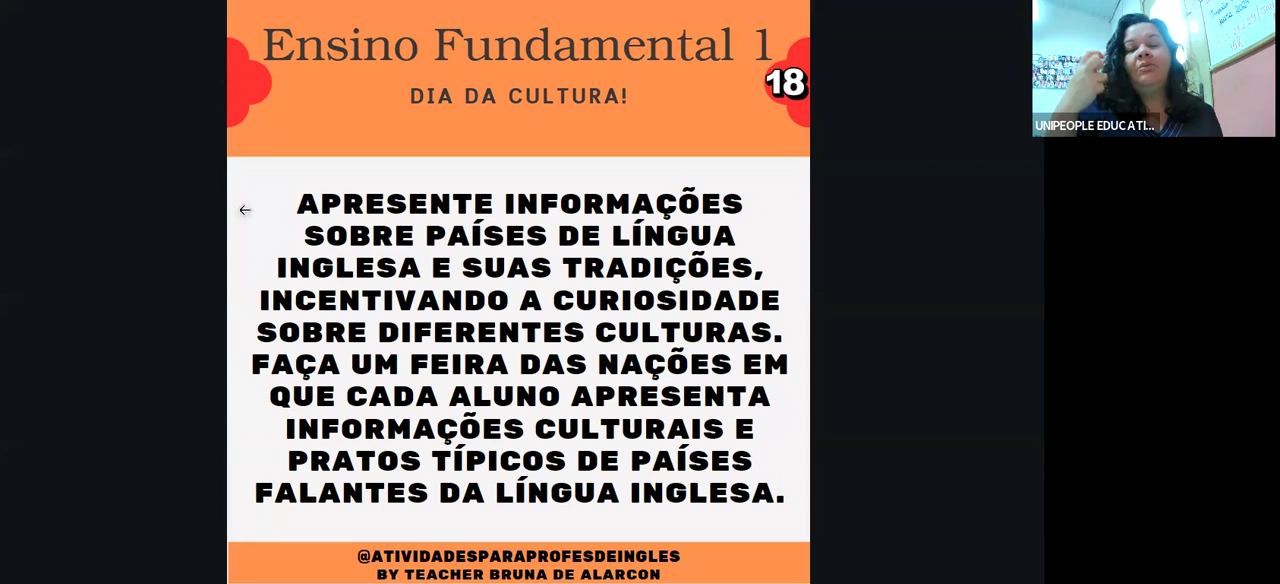 Ensino Fundamental 1
DIA DA CULTURA!
18
APRESENTE INFORMAÇÕES
SOBRE PAÍSES DE LÍNGUA
INGLESA E SUAS TRADIÇÕES,
INCENTIVANDO A CURIOSIDADE
SOBRE DIFERENTES CULTURAS.
FAÇA UM FEIRA DAS NAÇÕES EM
QUE CADA ALUNO APRESENTA
INFORMAÇÕES CULTURAIS E
PRATOS TÍPICOS DE PAÍSES
FALANTES DA LÍNGUA INGLESA.
@ATIVIDADESPARAPROFESDEINGLES
BY TEACHER BRUNA DE ALARCON
UNIPEOPLE EDUCATI...